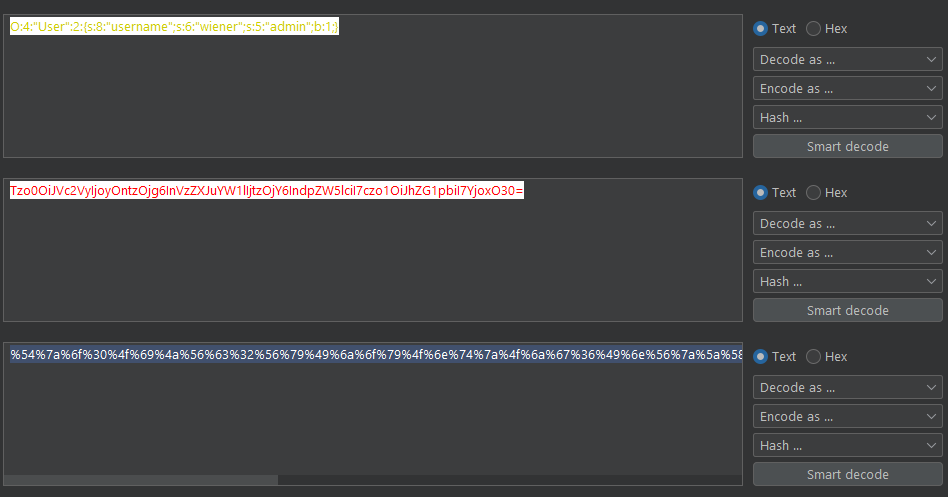 O:4:"User":2:{s:8:"username";s:6:"wiener";s:5:"admin";b:1;}
Text Hex
Decode as ...
Encode as ...
Hash ...
Smart decode
Tzo0OiJVc2VyIjoyOntzOjg6InVzZXJuYW1lIjtzOjY6IndpZW5lciI7czo1OiJhZG1pbiI7YjoxO30=
Text Hex
Decode as ...
Encode as ...
Hash ...
Smart decode
%54%7a%6f%30%4f%69%4a%56%63%32%56%79%49%6a%6f%79%4f%6e%74%7a%4f%6a%67%36%49%6e%56%7a%5a%58
Text Hex
Decode as ...
Encode as ...
Hash ...
Smart decode